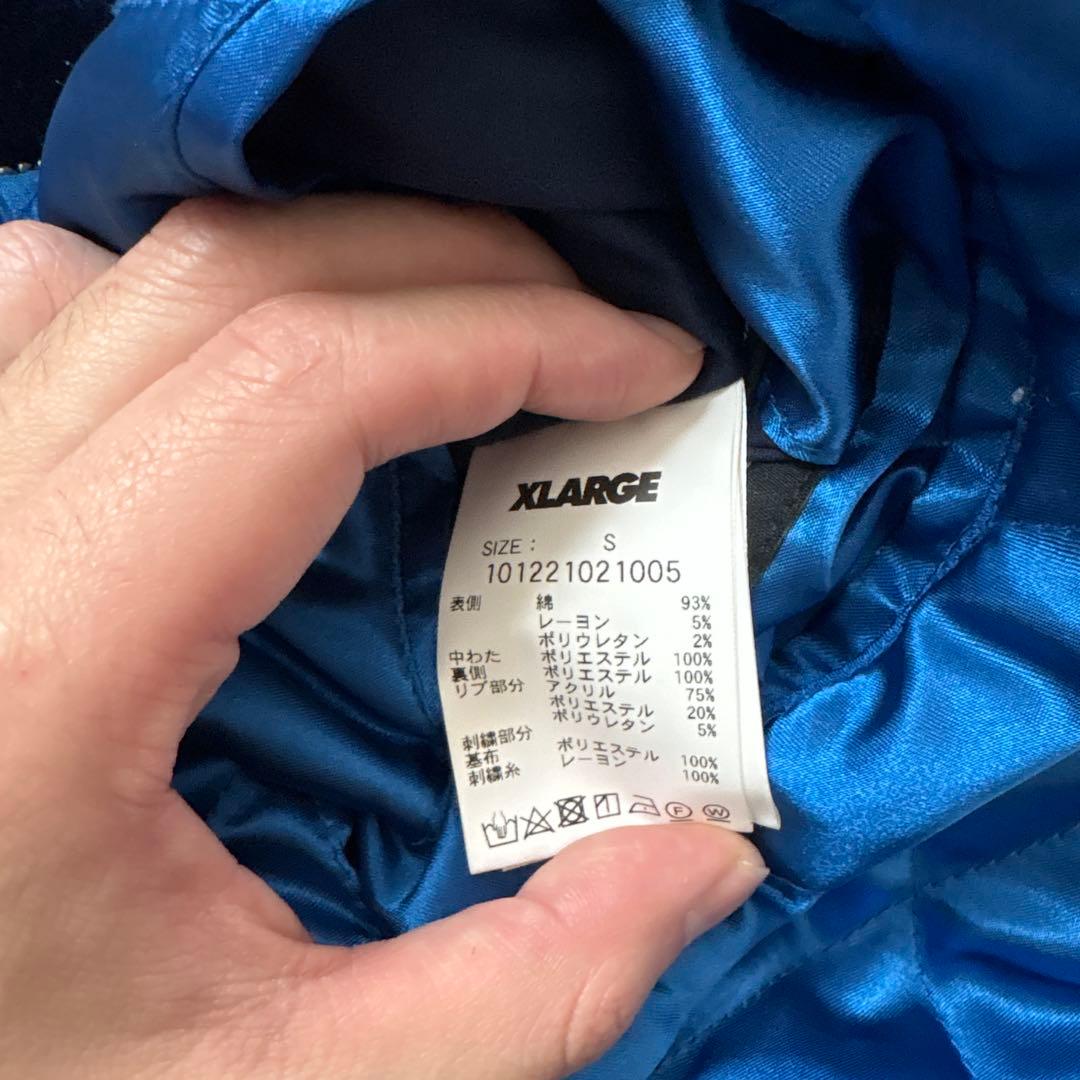 XLARGE
SIZE : S
101221021005
表側 綿 93%
レーヨン 5%
ポリウレタン 2%
中わた ポリエステル 100%
裏側 ポリエステル 100%
リブ部分 アクリル 75%
ポリエステル 20%
ポリウレタン 5%
刺繍部分
基布 ポリエステル 100%
刺繍糸 レーヨン 100%
F W